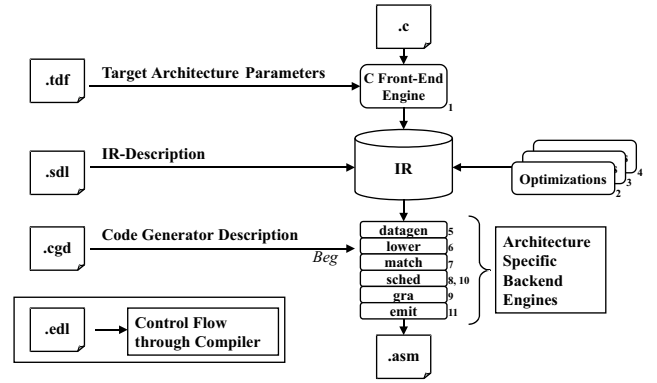 .c
.tdf
Target Architecture Parameters
C Front-End
Engine
1
.sdl
IR-Description
IR
Optimizations
2
3
4
.cgd
Code Generator Description
Beg
datagen 5
lower 6
match 7
sched 8, 10
gra 9
emit 11
Architecture
Specific
Backend
Engines
.edl
Control Flow
through Compiler
.asm